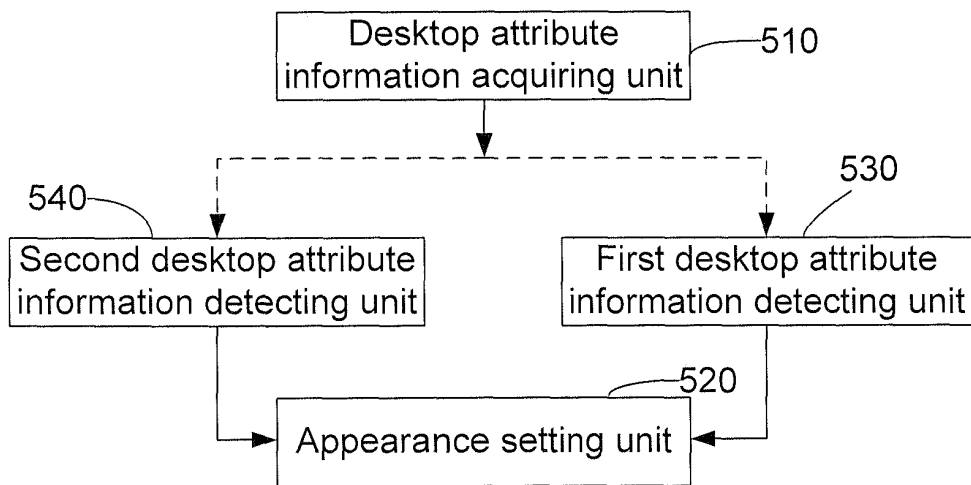 Desktop attribute
information acquiring unit
510
540
530
Second desktop attribute
information detecting unit
First desktop attribute
information detecting unit
520
Appearance setting unit